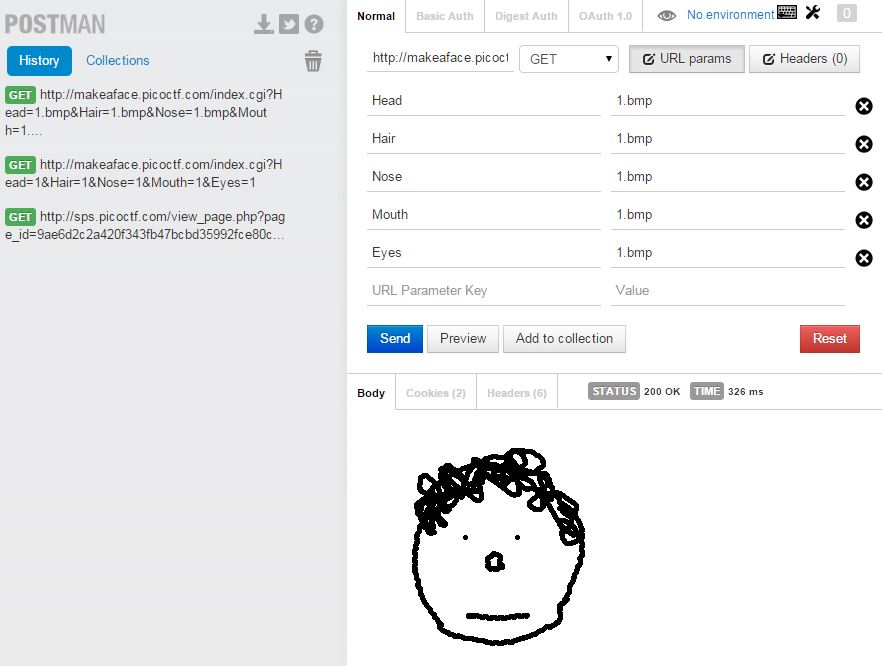 POSTMAN
History
Collections
GET http://makeaface.picoctf.com/index.cgi?H
ead=1.bmp&Hair=1.bmp&Nose=1.bmp&Mout
h=1....
GET http://makeaface.picoctf.com/index.cgi?H
ead=1&Hair=1&Nose=1&Mouth=1&Eyes=1
GET http://sps.picoctf.com/view_page.php?pag
e_id=9ae6d2c2a420f343fb47bcbd35992fce80c...
Normal Basic Auth Digest Auth OAuth 1.0 No environment 0
http://makeaface.picoct GET URL params Headers (0)
Head 1.bmp
Hair 1.bmp
Nose 1.bmp
Mouth 1.bmp
Eyes 1.bmp
URL Parameter Key Value
Send Preview Add to collection Reset
Body Cookies (2) Headers (6) STATUS 200 OK TIME 326 ms